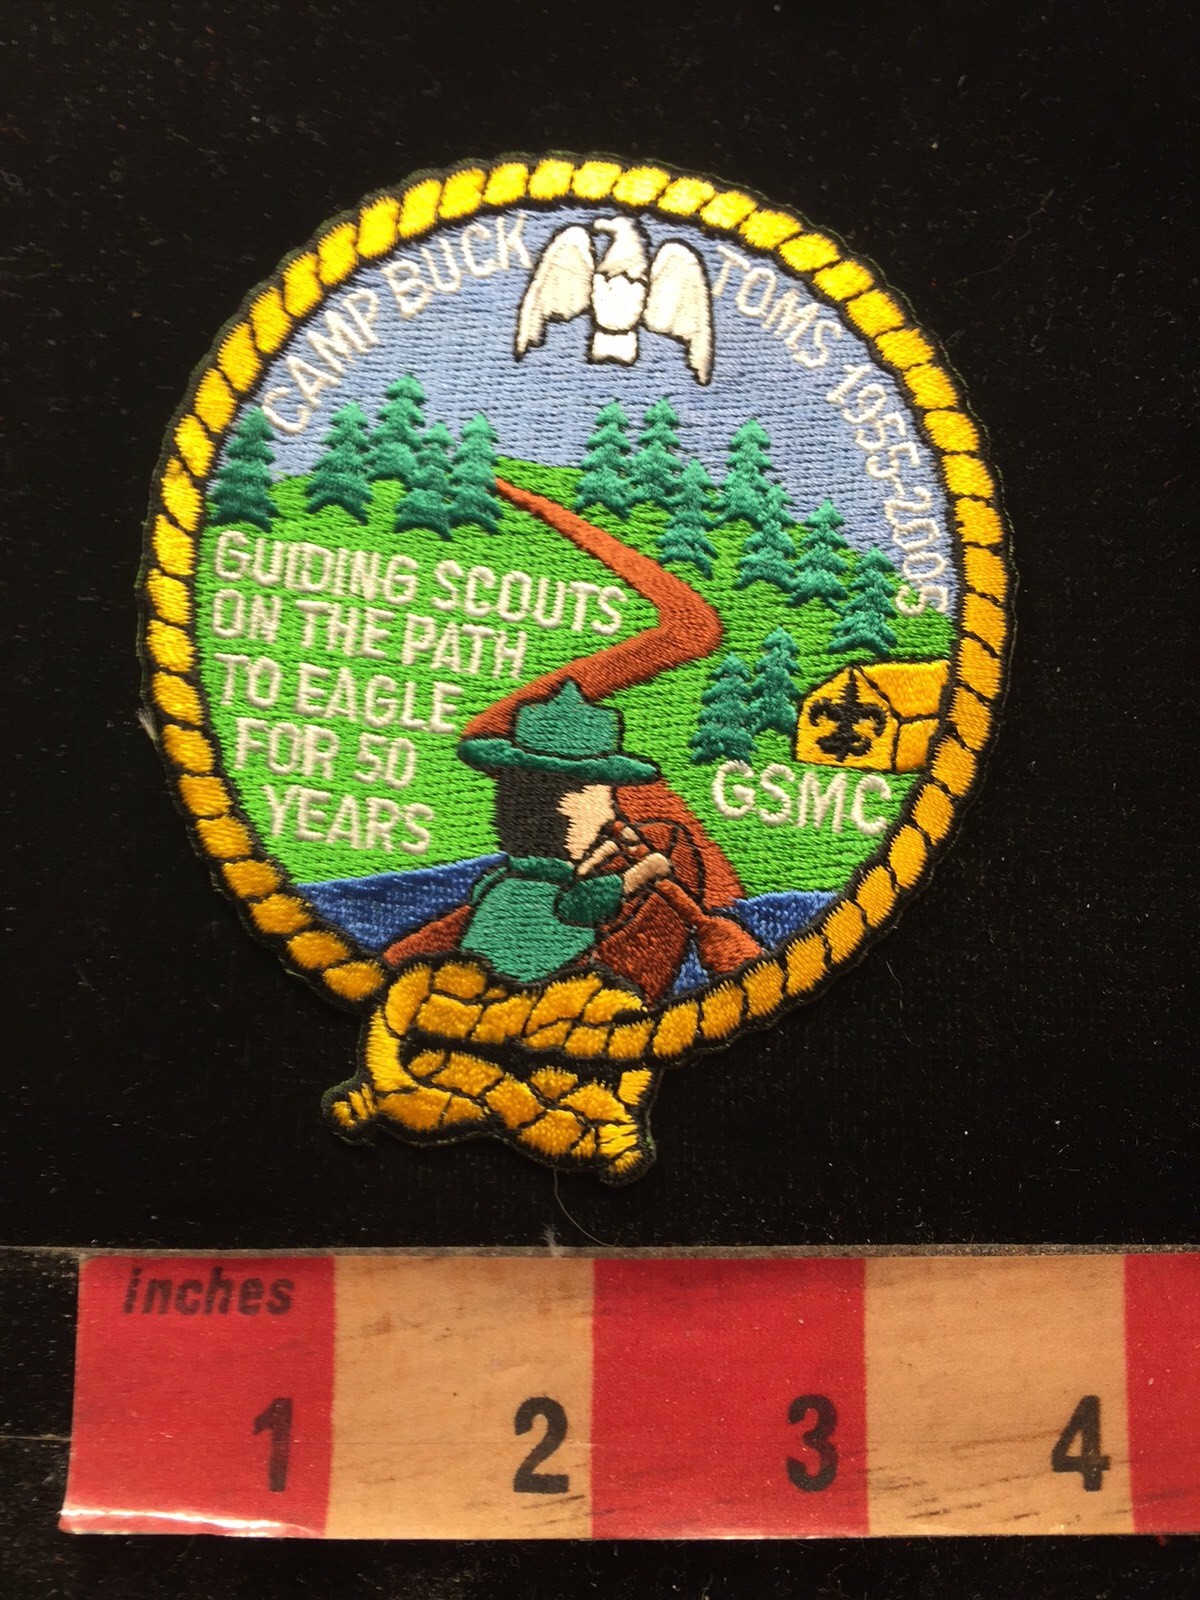 CAMP BUCK TOMS 1955-2005
GUIDING SCOUTS
ON THE PATH
TO EAGLE
FOR 50
YEARS
GSMC
inches
1 2 3 4